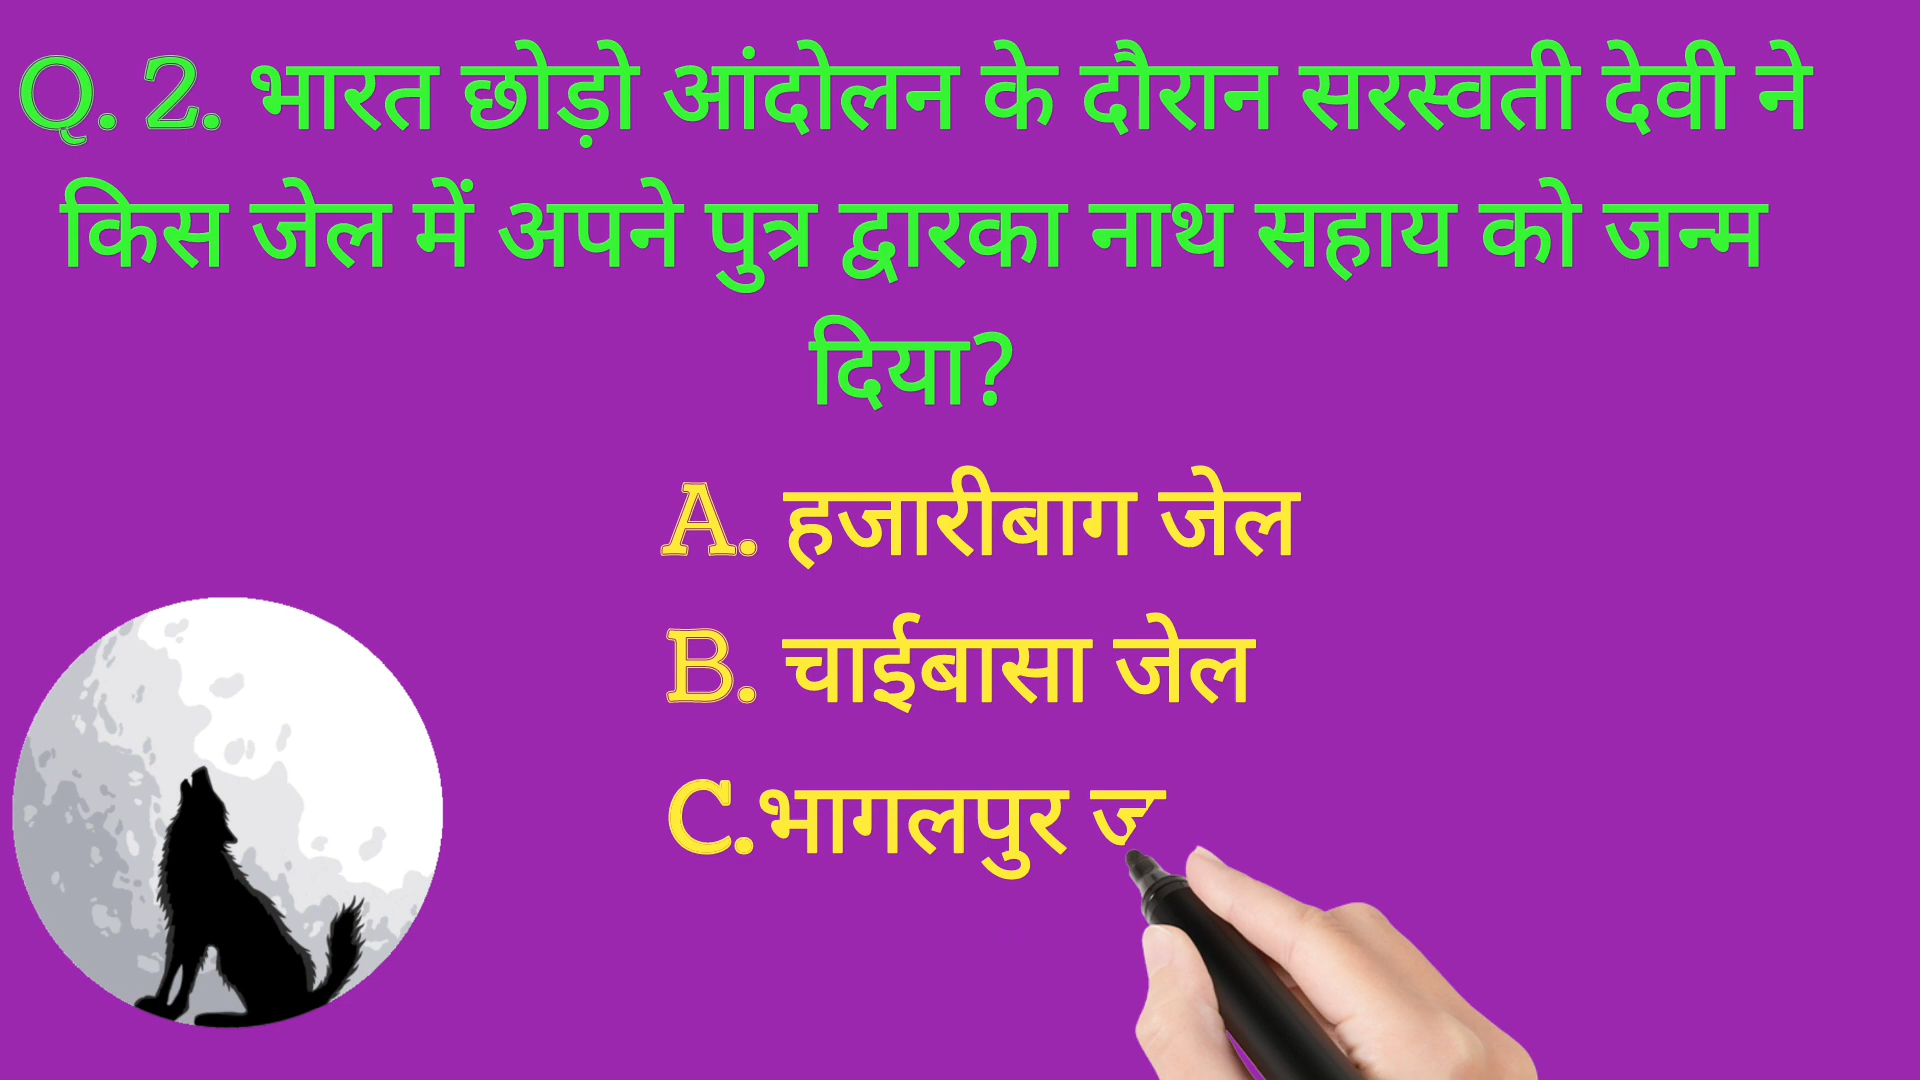 Q. 2. भारत छोड़ो आंदोलन के दौरान सरस्वती देवी ने
किस जेल में अपने पुत्र द्वारका नाथ सहाय को जन्म
दिया?
A. हजारीबाग जेल
B. चाईबासा जेल
C.भागलपुर